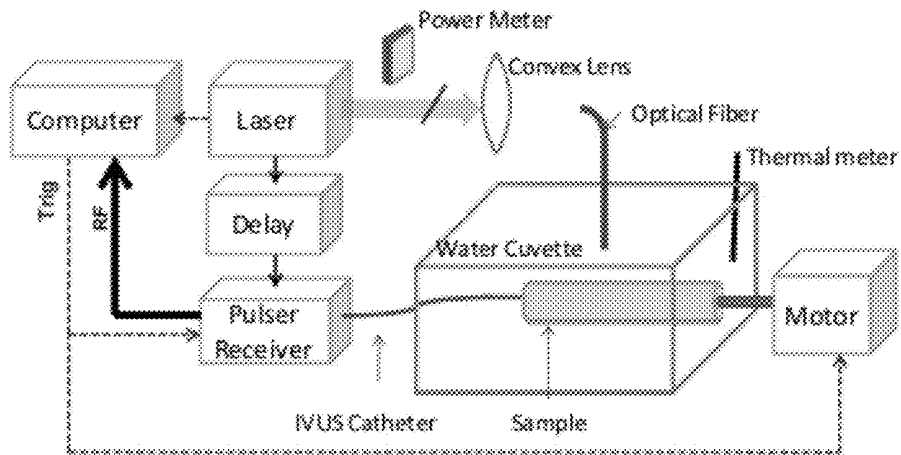 Power Meter
Convex Lens
Computer
Laser
Optical Fiber
Thermal meter
Trig
RF
Delay
Water Cuvette
Pulser
Receiver
Motor
IVUS Catheter
Sample